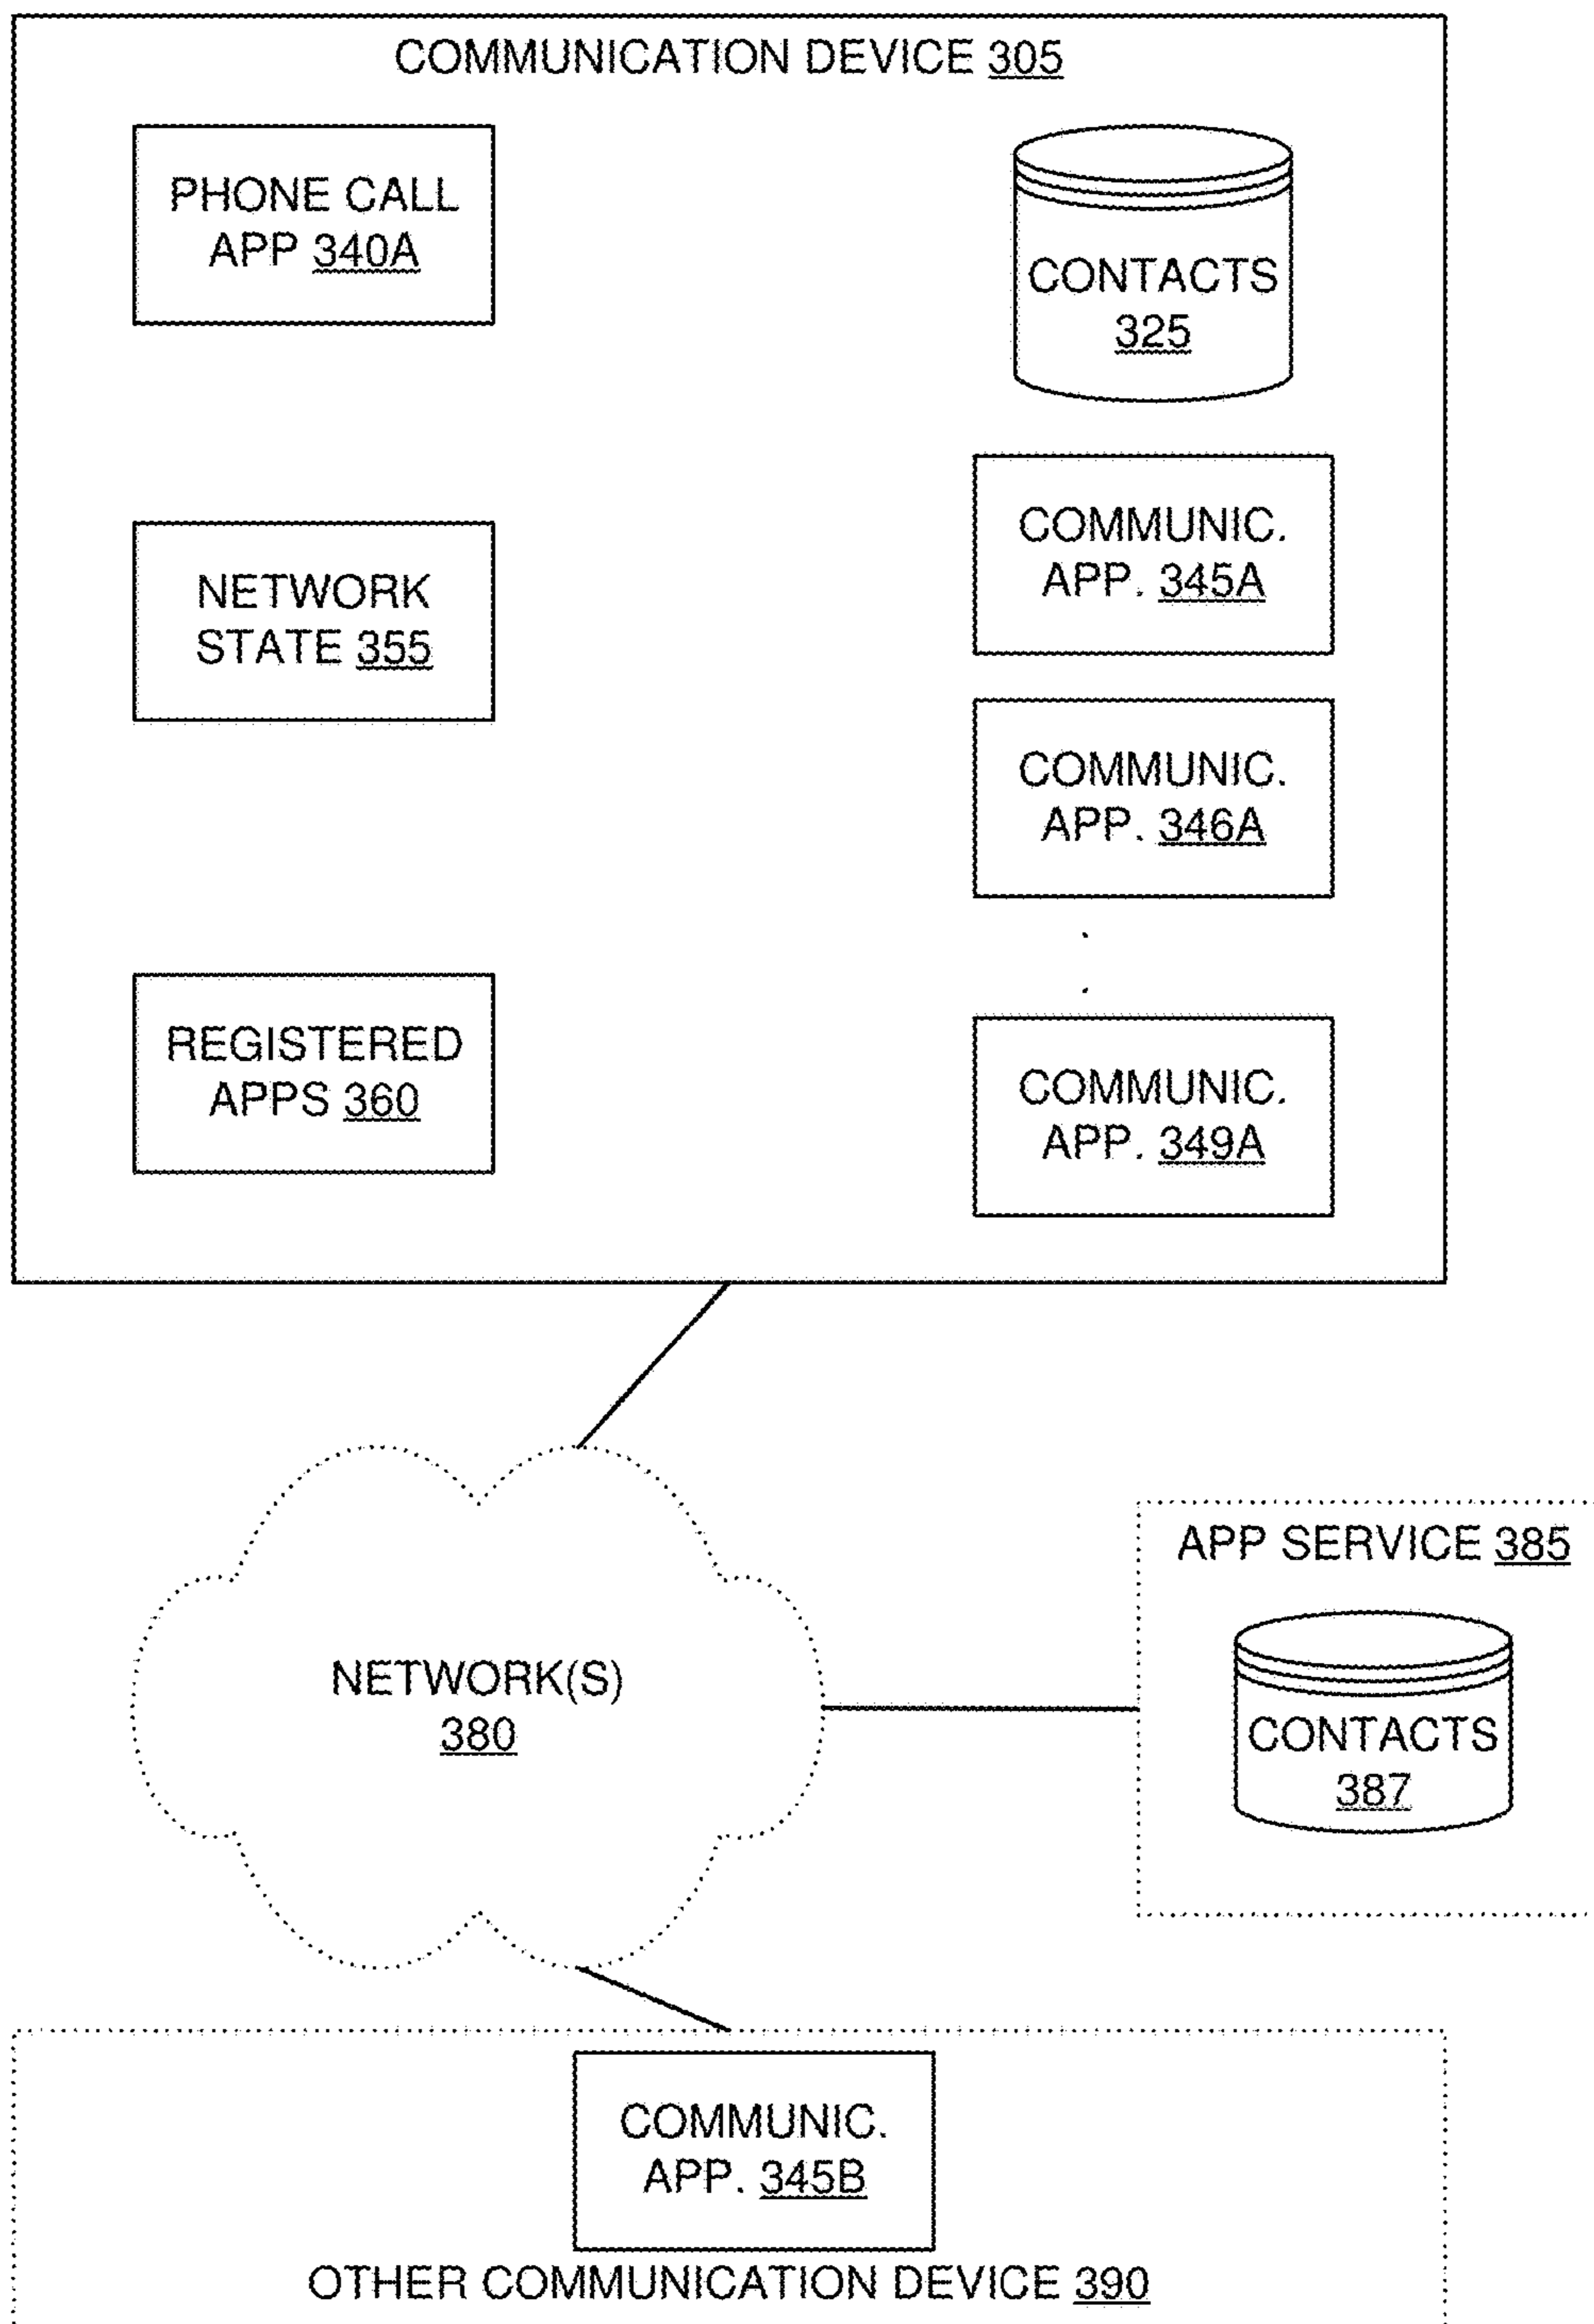 COMMUNICATION DEVICE 305
PHONE CALL
APP 340A
CONTACTS
325
COMMUNIC.
APP. 345A
NETWORK
STATE 355
COMMUNIC.
APP. 346A
REGISTERED
APPS 360
COMMUNIC.
APP. 349A
APP SERVICE 385
NETWORK(S)
380
CONTACTS
387
COMMUNIC.
APP. 345B
OTHER COMMUNICATION DEVICE 390